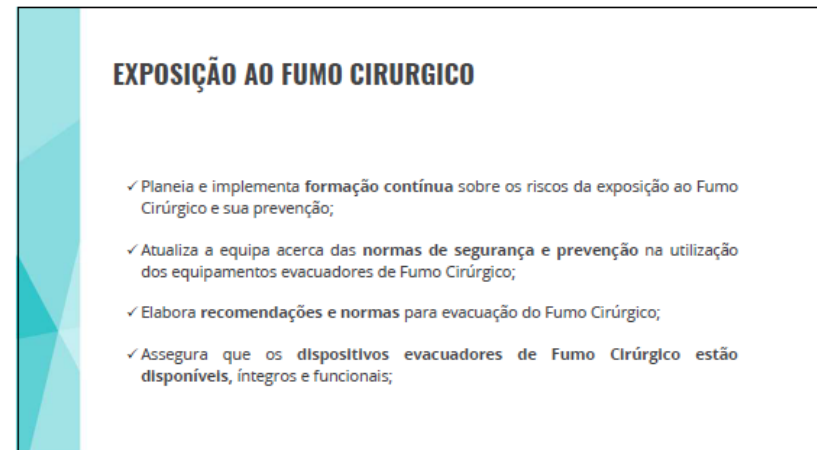 EXPOSIÇÃO AO FUMO CIRURGICO
✓ Planeia e implementa formação contínua sobre os riscos da exposição ao Fumo
Cirúrgico e sua prevenção;
✓ Atualiza a equipa acerca das normas de segurança e prevenção na utilização
dos equipamentos evacuadores de Fumo Cirúrgico;
✓ Elabora recomendações e normas para evacuação do Fumo Cirúrgico;
✓ Assegura que os dispositivos evacuadores de Fumo Cirúrgico estão
disponíveis, íntegros e funcionais;